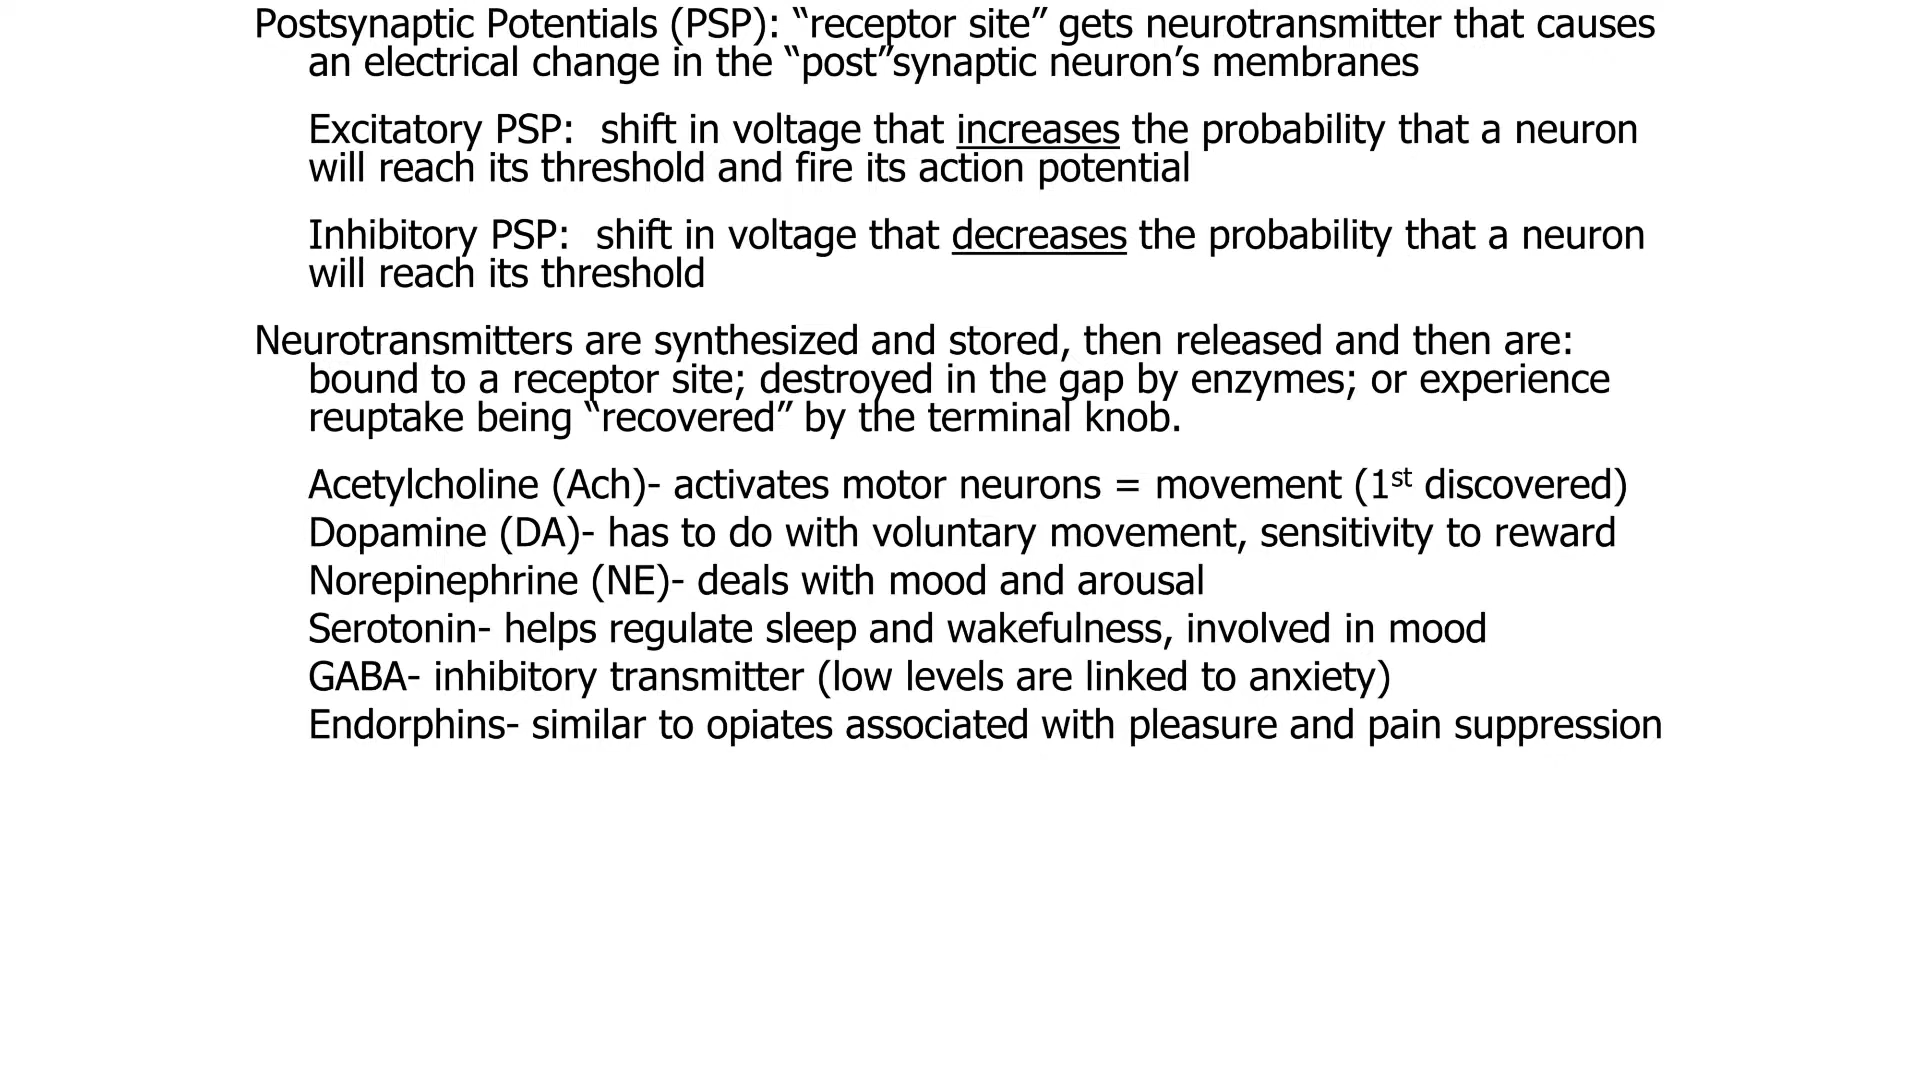 Postsynaptic Potentials (PSP): “receptor site” gets neurotransmitter that causes
an electrical change in the “post”synaptic neuron’s membranes
Excitatory PSP:  shift in voltage that increases the probability that a neuron
will reach its threshold and fire its action potential
Inhibitory PSP:  shift in voltage that decreases the probability that a neuron
will reach its threshold
Neurotransmitters are synthesized and stored, then released and then are:
bound to a receptor site; destroyed in the gap by enzymes; or experience
reuptake being “recovered” by the terminal knob.
Acetylcholine (Ach)- activates motor neurons = movement (1st discovered)
Dopamine (DA)- has to do with voluntary movement, sensitivity to reward
Norepinephrine (NE)- deals with mood and arousal
Serotonin- helps regulate sleep and wakefulness, involved in mood
GABA- inhibitory transmitter (low levels are linked to anxiety)
Endorphins- similar to opiates associated with pleasure and pain suppression